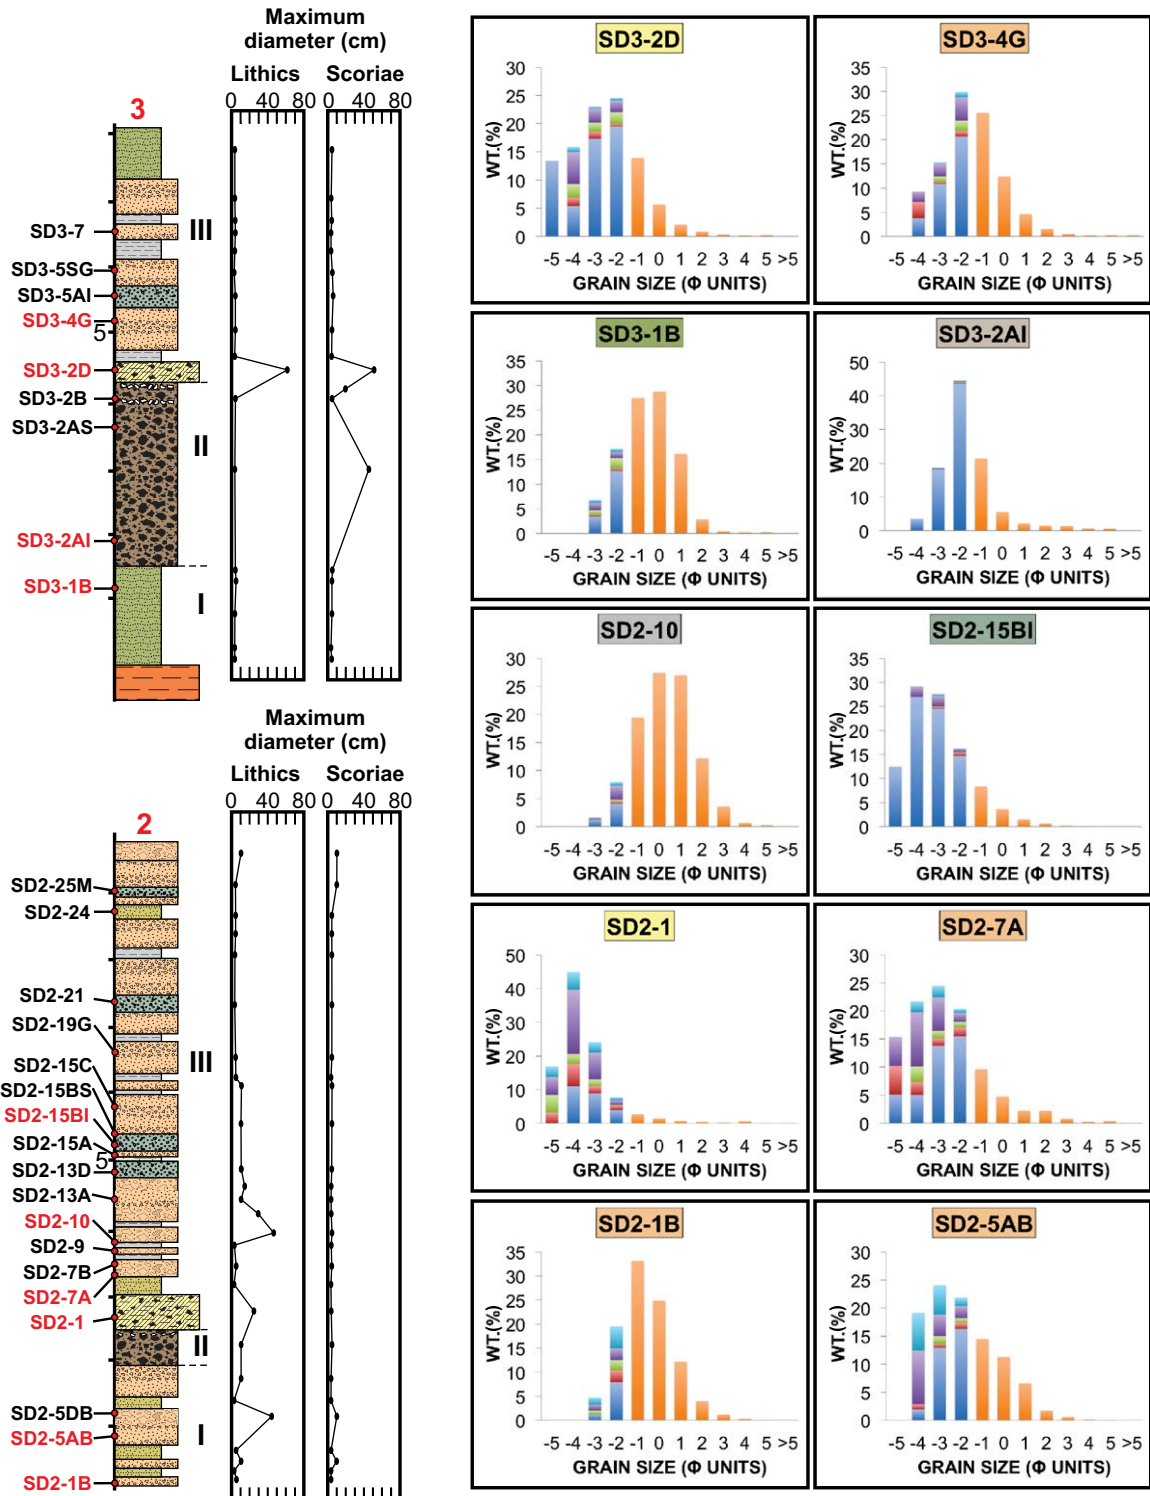 Maximum
diameter (cm)
Lithics Scoriae
0 40 80 0 40 80
3
III
SD3-7
SD3-5SG
SD3-5AI
SD3-4G
5
SD3-2D
SD3-2B
SD3-2AS
II
SD3-2AI
SD3-1B
I
Maximum
diameter (cm)
Lithics Scoriae
0 40 80 0 40 80
2
SD2-25M
SD2-24
SD2-21
SD2-19G
III
SD2-15C
SD2-15BS
SD2-15BI
SD2-15A
5
SD2-13D
SD2-13A
SD2-10
SD2-9
SD2-7B
SD2-7A
SD2-1
II
SD2-5DB
SD2-5AB
I
SD2-1B
SD3-2D
30
25
20
15
10
5
0
WT.(%)
-5 -4 -3 -2 -1 0 1 2 3 4 5 >5
GRAIN SIZE (Φ UNITS)
SD3-4G
35
30
25
20
15
10
5
0
WT.(%)
-5 -4 -3 -2 -1 0 1 2 3 4 5 >5
GRAIN SIZE (Φ UNITS)
SD3-1B
35
30
25
20
15
10
5
0
WT.(%)
-5 -4 -3 -2 -1 0 1 2 3 4 5 >5
GRAIN SIZE (Φ UNITS)
SD3-2AI
50
40
30
20
10
0
WT.(%)
-5 -4 -3 -2 -1 0 1 2 3 4 5 >5
GRAIN SIZE (Φ UNITS)
SD2-10
30
25
20
15
10
5
0
WT.(%)
-5 -4 -3 -2 -1 0 1 2 3 4 5 >5
GRAIN SIZE (Φ UNITS)
SD2-15BI
35
30
25
20
15
10
5
0
WT.(%)
-5 -4 -3 -2 -1 0 1 2 3 4 5 >5
GRAIN SIZE (Φ UNITS)
SD2-1
50
40
30
20
10
0
WT.(%)
-5 -4 -3 -2 -1 0 1 2 3 4 5 >5
GRAIN SIZE (Φ UNITS)
SD2-7A
30
25
20
15
10
5
0
WT.(%)
-5 -4 -3 -2 -1 0 1 2 3 4 5 >5
GRAIN SIZE (Φ UNITS)
SD2-1B
35
30
25
20
15
10
5
0
WT.(%)
-5 -4 -3 -2 -1 0 1 2 3 4 5 >5
GRAIN SIZE (Φ UNITS)
SD2-5AB
30
25
20
15
10
5
0
WT.(%)
-5 -4 -3 -2 -1 0 1 2 3 4 5 >5
GRAIN SIZE (Φ UNITS)